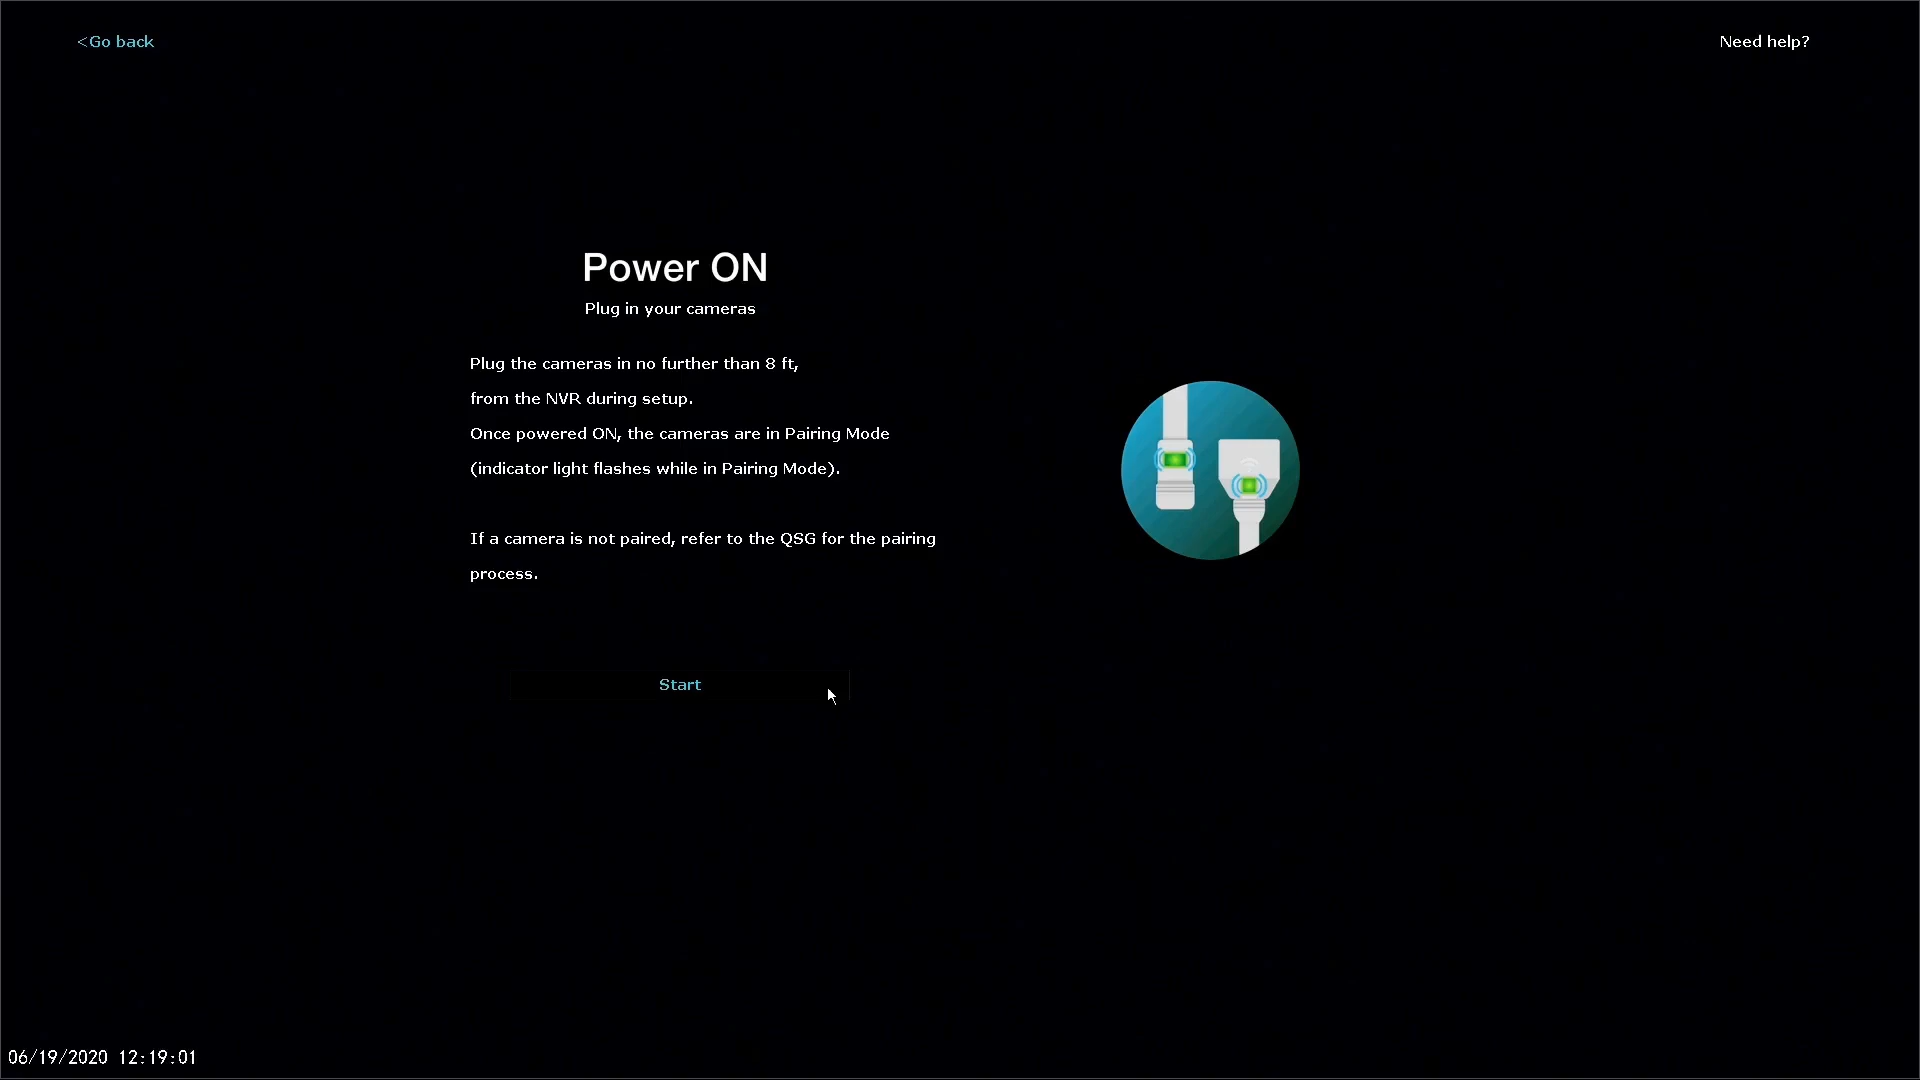 <Go back
Need help?
Power ON
Plug in your cameras
Plug the cameras in no further than 8 ft,
from the NVR during setup.
Once powered ON, the cameras are in Pairing Mode
(indicator light flashes while in Pairing Mode).
If a camera is not paired, refer to the QSG for the pairing
process.
Start
06/19/2020 12:19:01